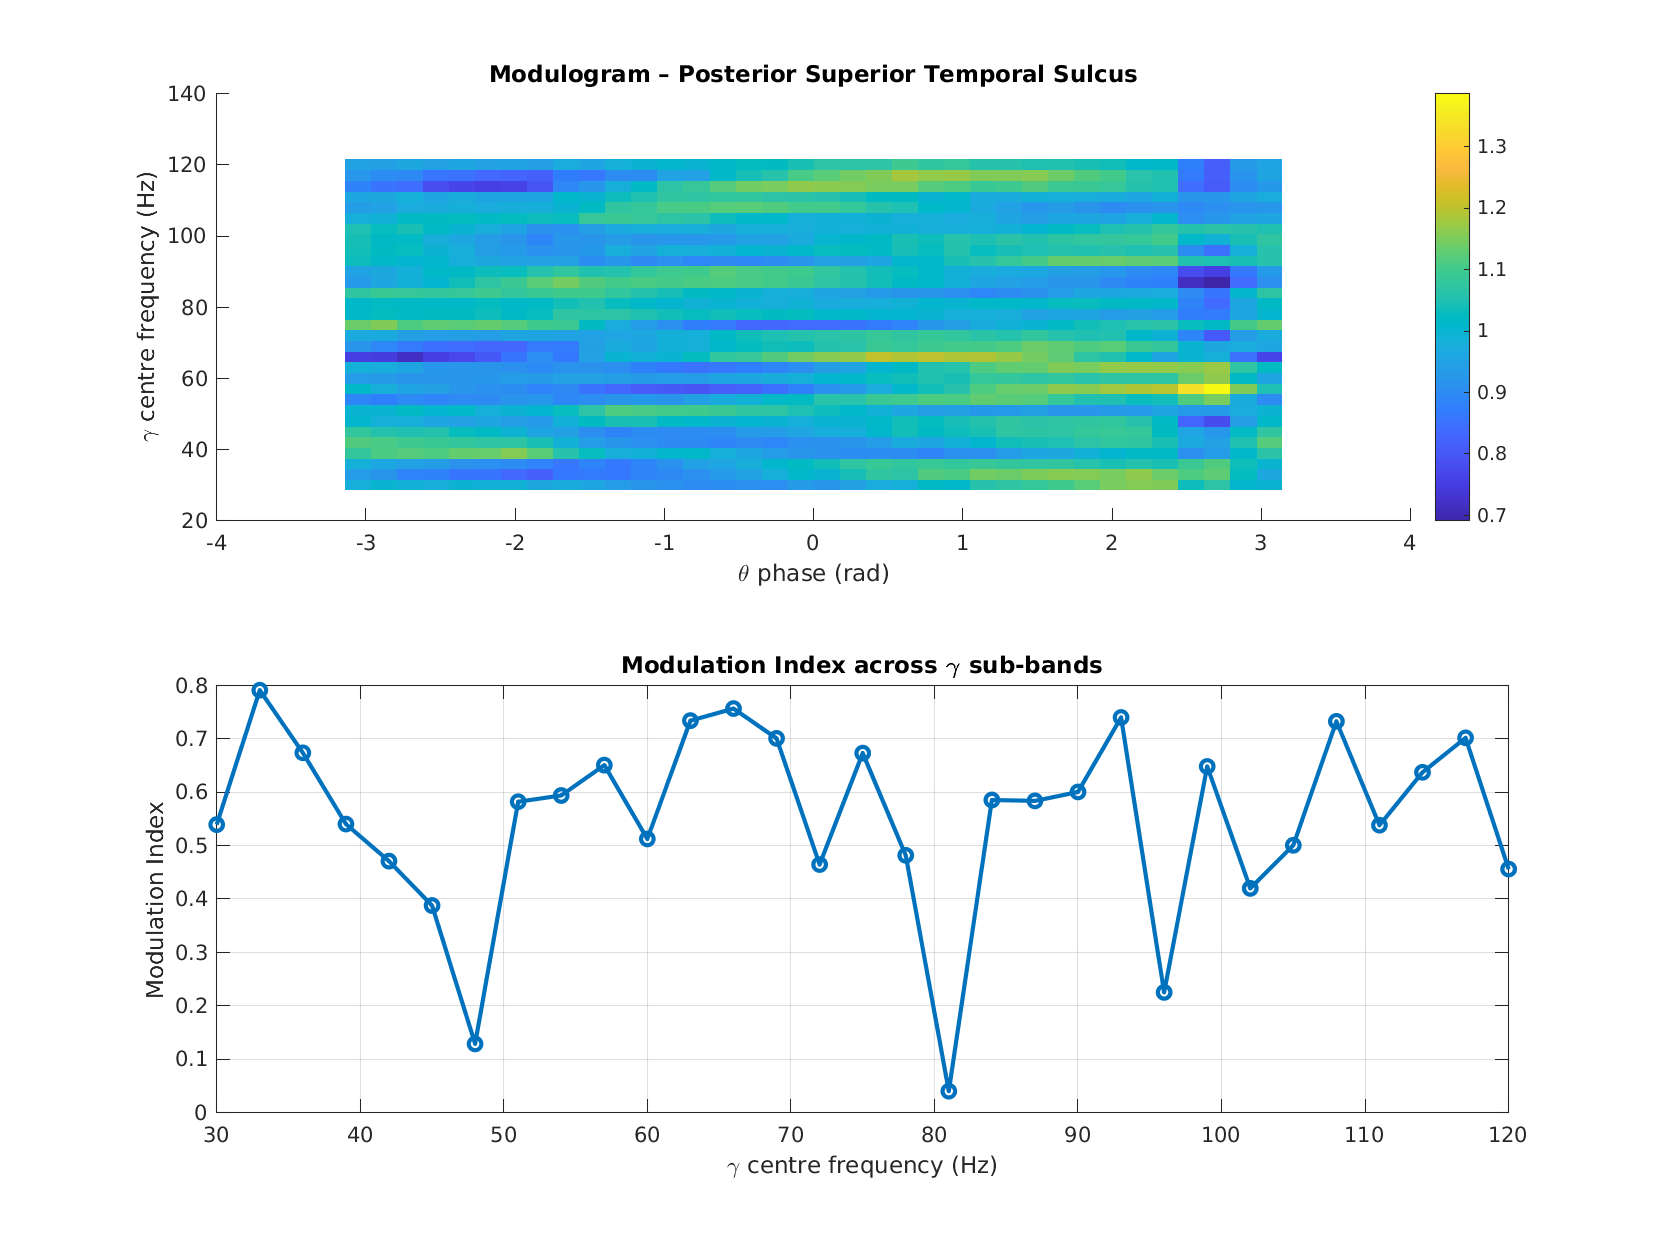 Modulogram – Posterior Superior Temporal Sulcus
140
120
100
80
60
40
20
γ centre frequency (Hz)
-4 -3 -2 -1 0 1 2 3 4
θ phase (rad)
1.3
1.2
1.1
1
0.9
0.8
0.7
Modulation Index across γ sub-bands
0.8
0.7
0.6
0.5
0.4
0.3
0.2
0.1
0
Modulation Index
30 40 50 60 70 80 90 100 110 120
γ centre frequency (Hz)